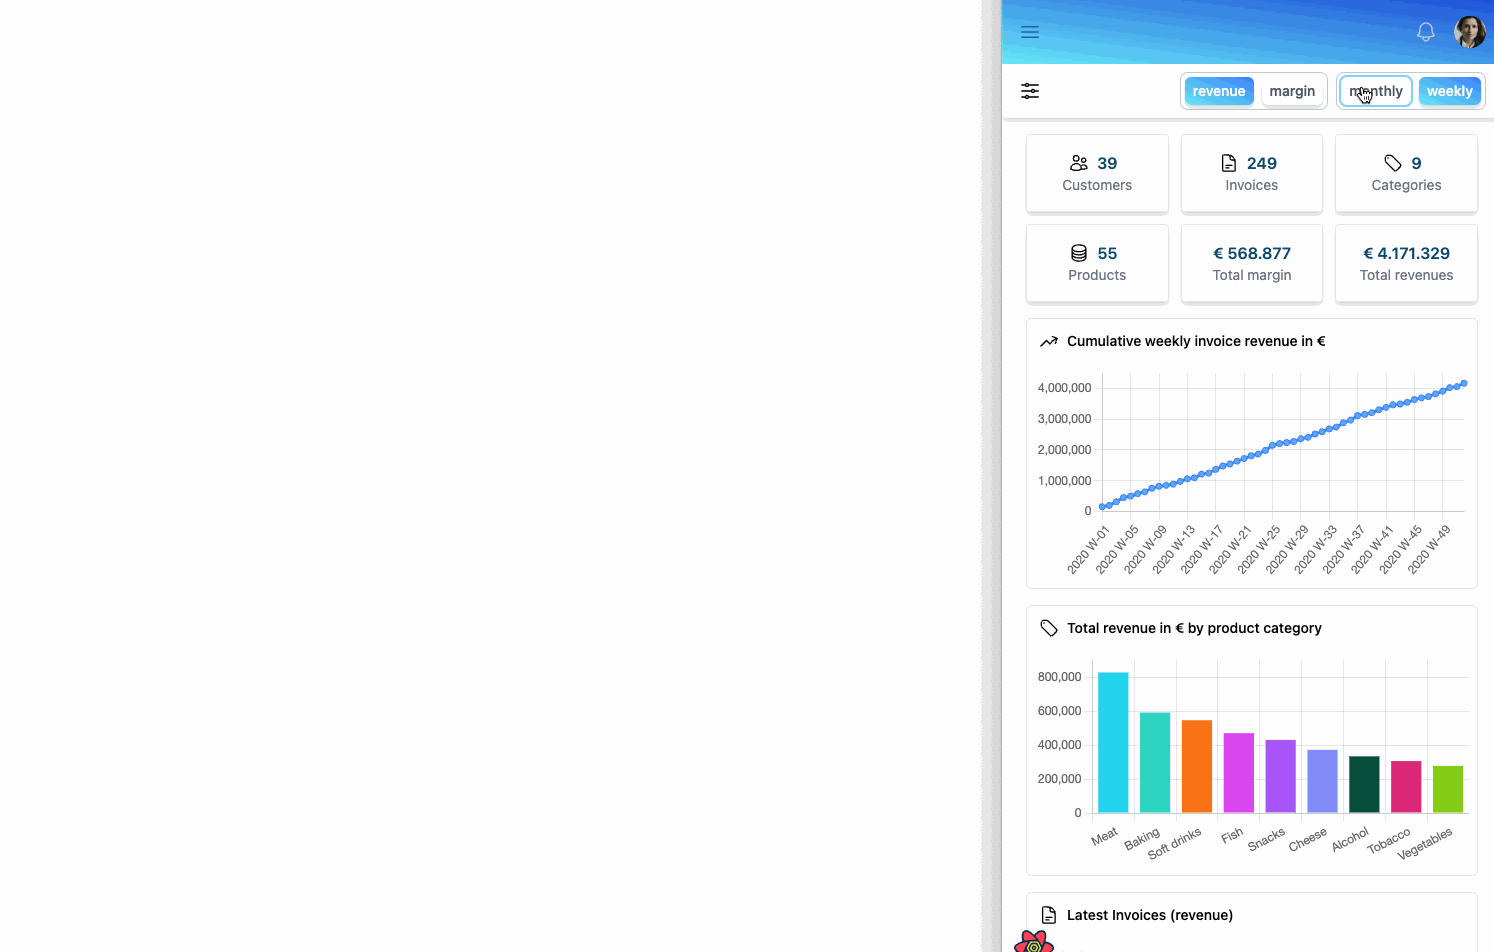 revenue margin monthly weekly
39
Customers
249
Invoices
9
Categories
55
Products
€ 568.877
Total margin
€ 4.171.329
Total revenues
Cumulative weekly invoice revenue in €
4,000,000
3,000,000
2,000,000
1,000,000
0
2020 W-01
2020 W-05
2020 W-09
2020 W-13
2020 W-17
2020 W-21
2020 W-25
2020 W-29
2020 W-33
2020 W-37
2020 W-41
2020 W-45
2020 W-49
Total revenue in € by product category
800,000
600,000
400,000
200,000
0
Meat
Baking
Soft drinks
Fish
Snacks
Cheese
Alcohol
Tobacco
Vegetables
Latest Invoices (revenue)